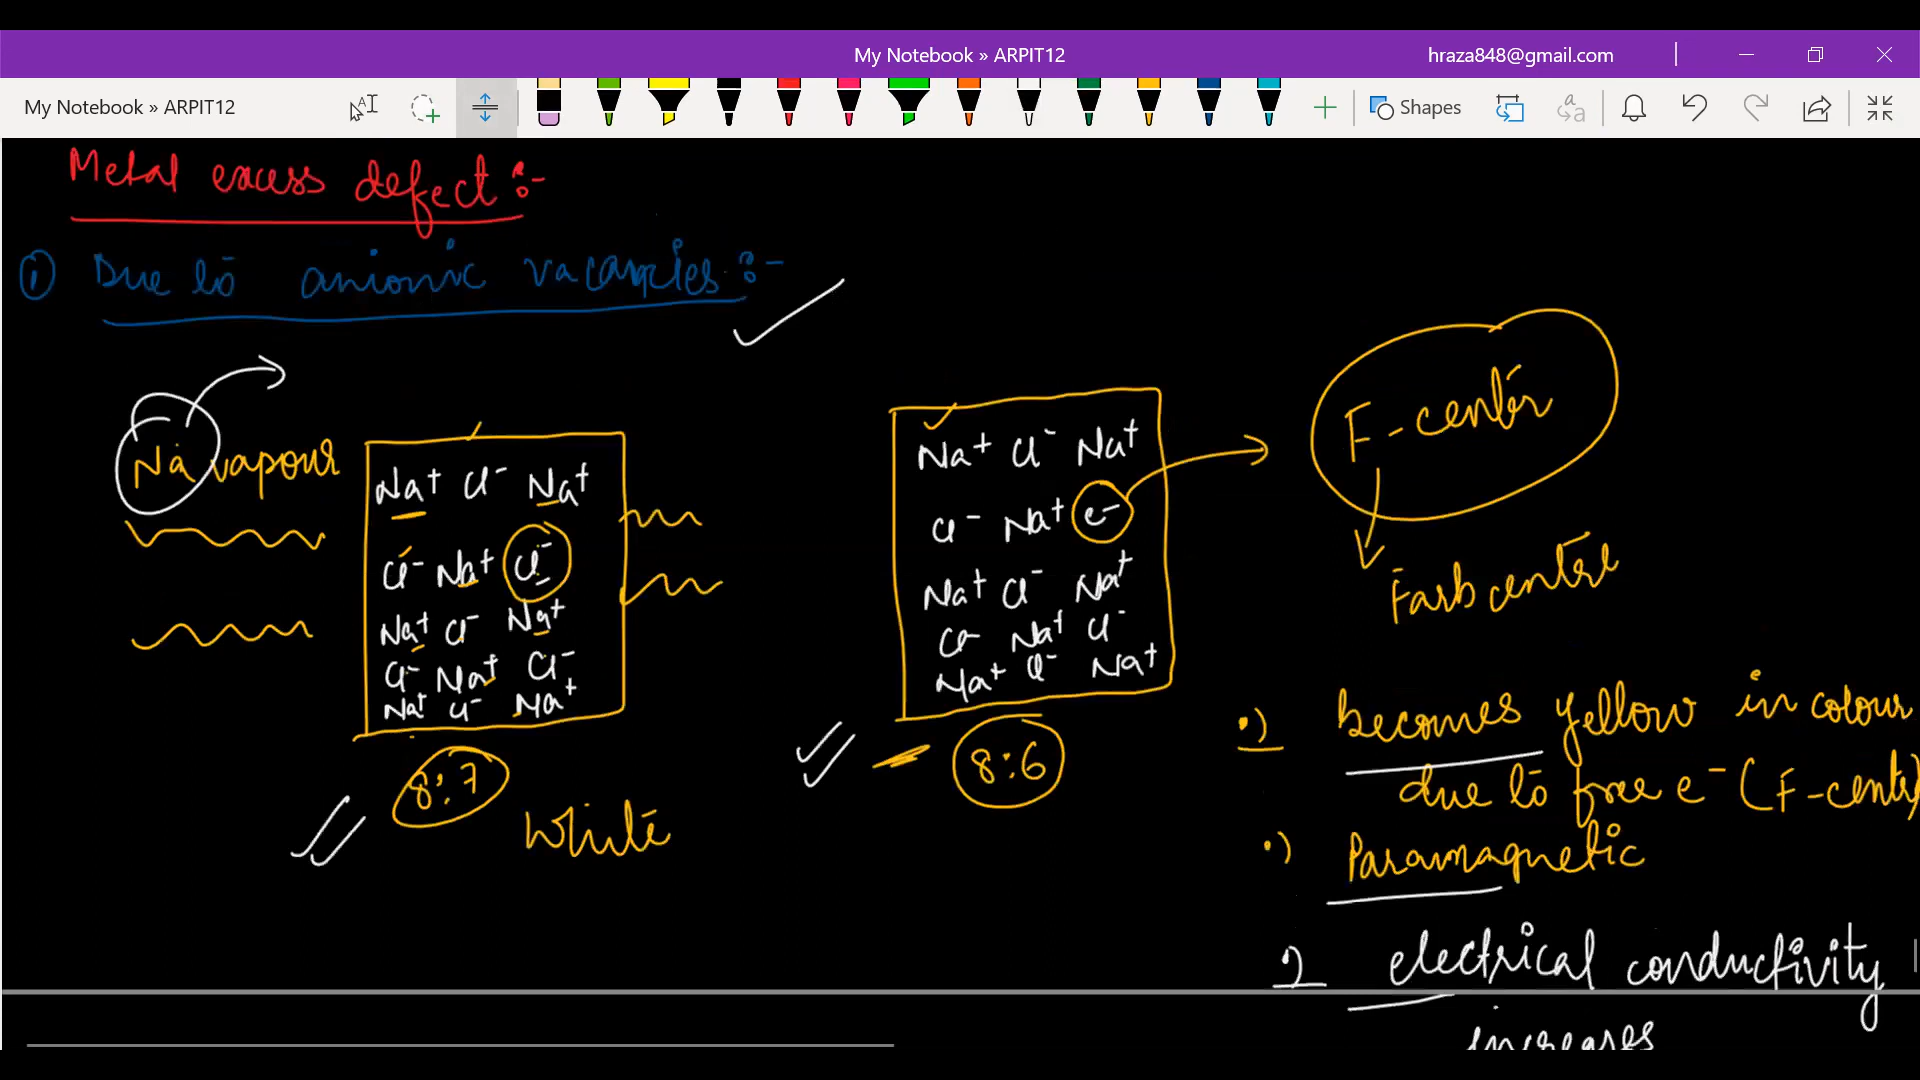 My Notebook » ARPIT12
hraza848@gmail.com
My Notebook » ARPIT12
Shapes
Metal excess defect :-
① Due to anionic vacancies :-
Na vapour
Na+ Cl- Na+
Cl- Na+ Cl-
Na+ Cl- Na+
Cl- Na+ Cl-
Na+ Cl- Na+
8:7
White
Na+ Cl- Na+
Cl- Na+ e-
Na+ Cl- Na+
Cl- Na+ Cl-
Na+ Cl- Na+
8:6
F-center
Farb centre
•) becomes yellow in colour
due to free e- (F-centre)
•) Paramagnetic
electrical conductivity
increases